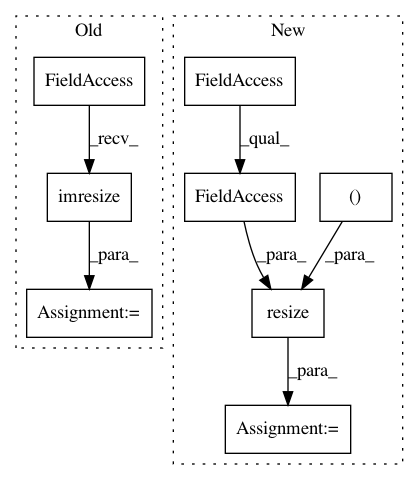 Old
New
FieldAccess
FieldAccess
_recv_
_qual_
imresize
FieldAccess
()
_para_
_para_
_para_
Assignment:=
resize
_para_
Assignment:=